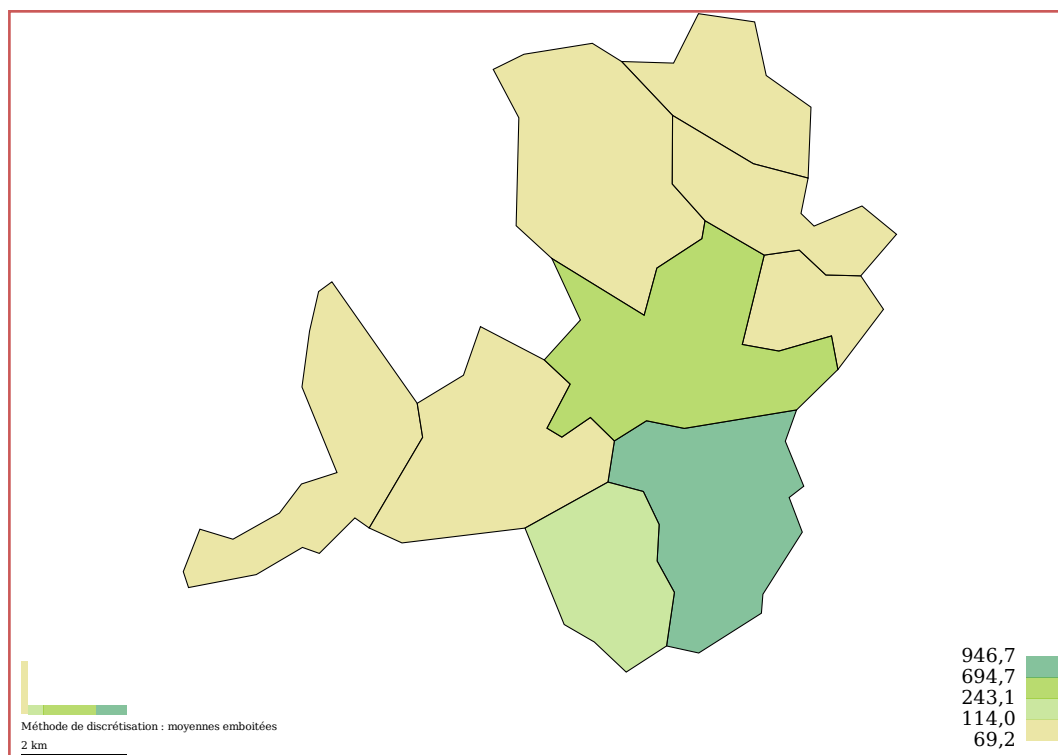 946,7
694,7
243,1
114,0
69,2
Méthode de discrétisation : moyennes emboitées
2 km